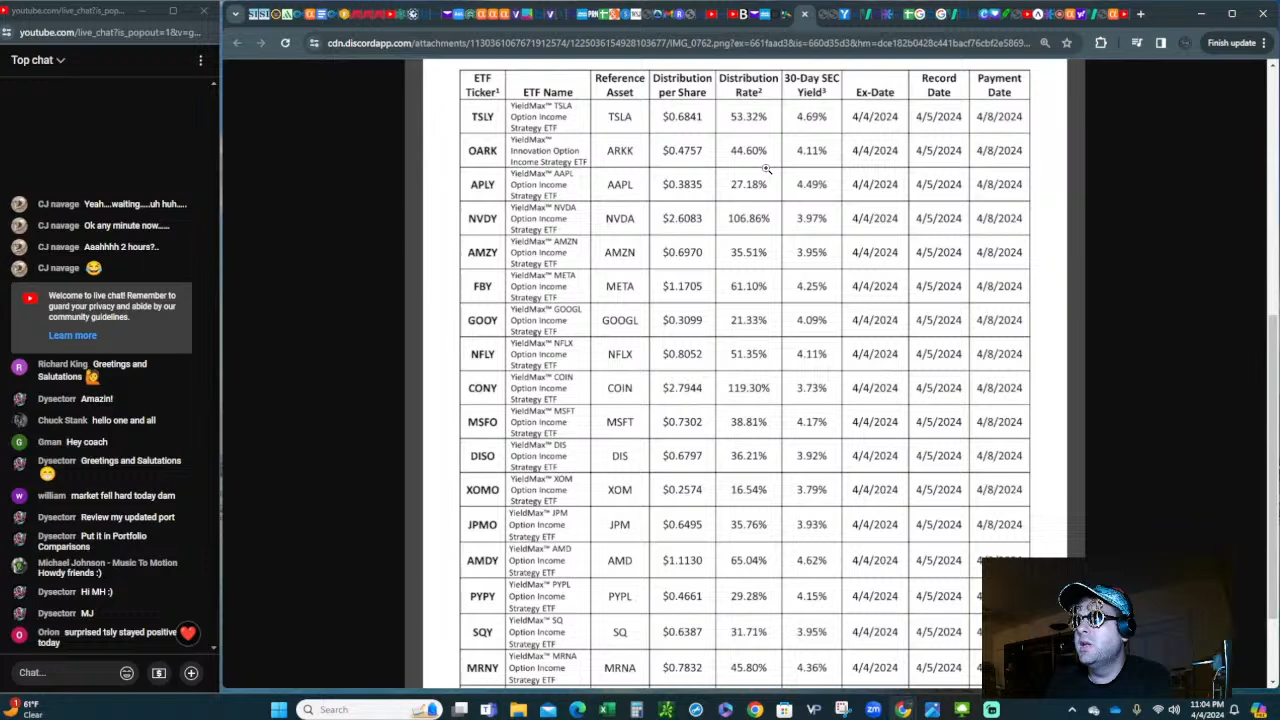 youtube.com/live_chat?is_pop...
youtube.com/live_chat?is_popout=1&v=g...
Top chat
CJ navage Yeah....waiting.....uh huh.....
CJ navage Ok any minute now.....
CJ navage Aaahhhh 2 hours?..
CJ navage 😂
Welcome to live chat! Remember to
guard your privacy and abide by our
community guidelines.
Learn more
Richard King Greetings and
Salutations 🙋
Dysectorr Amazin!
Chuck Stank hello one and all
Gman Hey coach
Dysectorr Greetings and Salutations
😁
william market fell hard today dam
Dysectorr Review my updated port
Dysectorr Put it in Portfolio
Comparisons
Michael Johnson - Music To Motion
Howdy friends :)
Dysectorr Hi MH :)
Dysectorr MJ
Orion surprised tsly stayed positive
today
Chat...
61°F
Clear
Finish update
ETF
Ticker¹ ETF Name Reference
Asset Distribution
per Share Distribution
Rate² 30-Day SEC
Yield³ Ex-Date Record
Date Payment
Date
TSLY YieldMax™ TSLA
Option Income
Strategy ETF TSLA $0.6841 53.32% 4.69% 4/4/2024 4/5/2024 4/8/2024
OARK YieldMax™
Innovation Option
Income Strategy ETF ARKK $0.4757 44.60% 4.11% 4/4/2024 4/5/2024 4/8/2024
APLY YieldMax™ AAPL
Option Income
Strategy ETF AAPL $0.3835 27.18% 4.49% 4/4/2024 4/5/2024 4/8/2024
NVDY YieldMax™ NVDA
Option Income
Strategy ETF NVDA $2.6083 106.86% 3.97% 4/4/2024 4/5/2024 4/8/2024
AMZY YieldMax™ AMZN
Option Income
Strategy ETF AMZN $0.6970 35.51% 3.95% 4/4/2024 4/5/2024 4/8/2024
FBY YieldMax™ META
Option Income
Strategy ETF META $1.1705 61.10% 4.25% 4/4/2024 4/5/2024 4/8/2024
GOOY YieldMax™ GOOGL
Option Income
Strategy ETF GOOGL $0.3099 21.33% 4.09% 4/4/2024 4/5/2024 4/8/2024
NFLY YieldMax™ NFLX
Option Income
Strategy ETF NFLX $0.8052 51.35% 4.11% 4/4/2024 4/5/2024 4/8/2024
CONY YieldMax™ COIN
Option Income
Strategy ETF COIN $2.7944 119.30% 3.73% 4/4/2024 4/5/2024 4/8/2024
MSFO YieldMax™ MSFT
Option Income
Strategy ETF MSFT $0.7302 38.81% 4.17% 4/4/2024 4/5/2024 4/8/2024
DISO YieldMax™ DIS
Option Income
Strategy ETF DIS $0.6797 36.21% 3.92% 4/4/2024 4/5/2024 4/8/2024
XOMO YieldMax™ XOM
Option Income
Strategy ETF XOM $0.2574 16.54% 3.79% 4/4/2024 4/5/2024 4/8/2024
JPMO YieldMax™ JPM
Option Income
Strategy ETF JPM $0.6495 35.76% 3.93% 4/4/2024 4/5/2024 4/8/2024
AMDY YieldMax™ AMD
Option Income
Strategy ETF AMD $1.1130 65.04% 4.62% 4/4/2024 4/5/2024
PYPY YieldMax™ PYPL
Option Income
Strategy ETF PYPL $0.4661 29.28% 4.15% 4/4/2024 4/5/2024
SQY YieldMax™ SQ
Option Income
Strategy ETF SQ $0.6387 31.71% 3.95% 4/4/2024 4/5/2024
MRNY YieldMax™ MRNA
Option Income
Strategy ETF MRNA $0.7832 45.80% 4.36% 4/4/2024 4/5/2024
Search
11:04 PM
4/4/2024